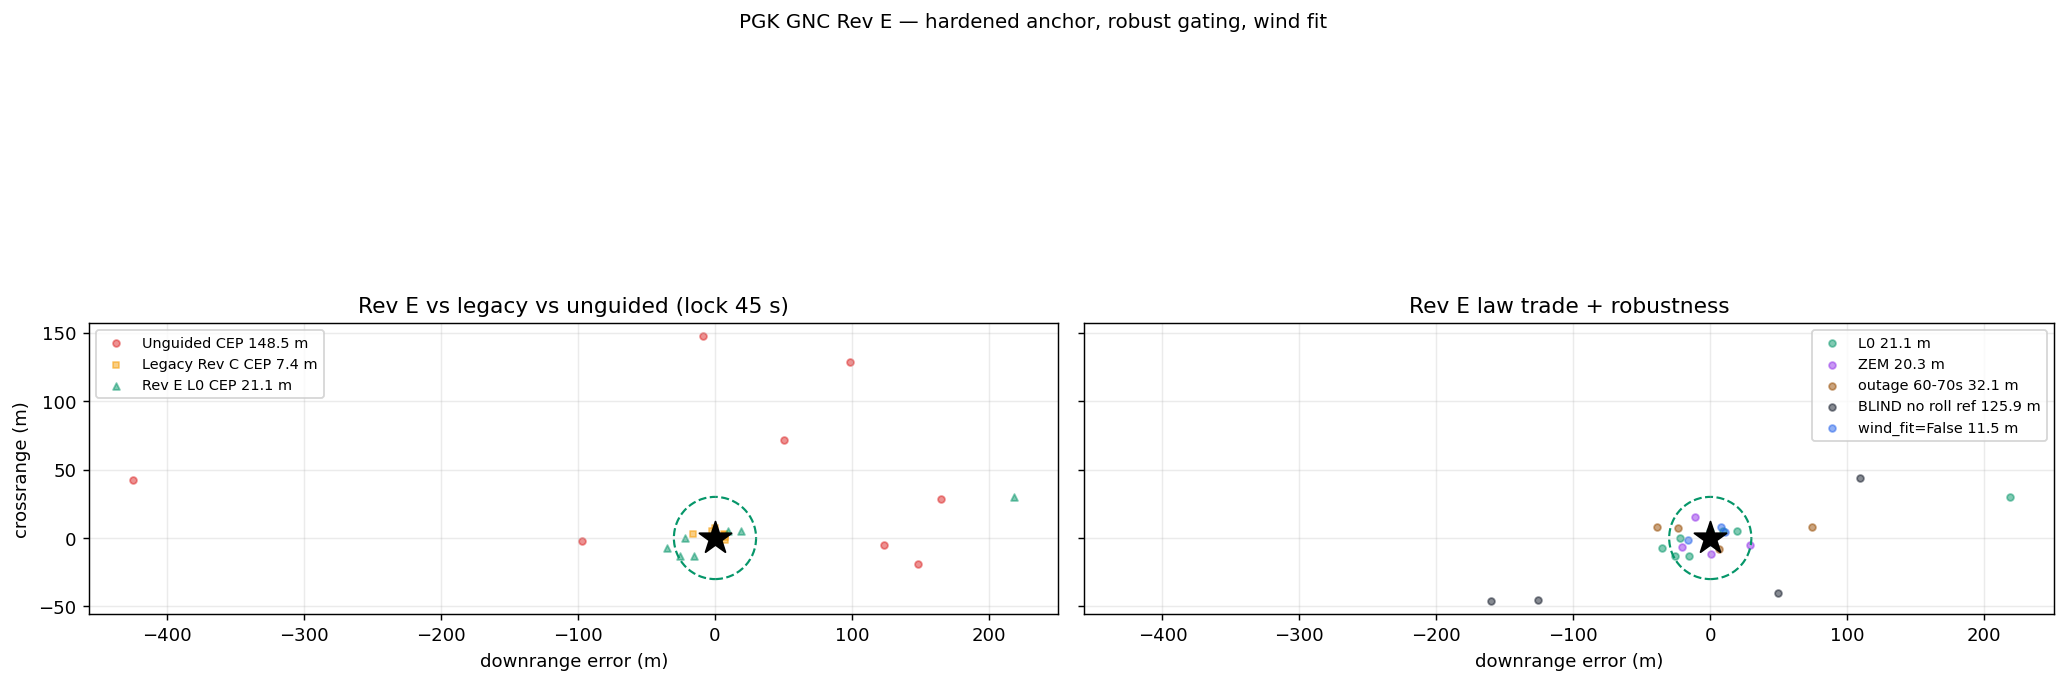 PGK GNC Rev E — hardened anchor, robust gating, wind fit
Rev E vs legacy vs unguided (lock 45 s)
Unguided CEP 148.5 m
Legacy Rev C CEP 7.4 m
Rev E L0 CEP 21.1 m
crossrange (m)
150
100
50
0
−50
−400
−300
−200
−100
0
100
200
downrange error (m)
Rev E law trade + robustness
L0 21.1 m
ZEM 20.3 m
outage 60-70s 32.1 m
BLIND no roll ref 125.9 m
wind_fit=False 11.5 m
−400
−300
−200
−100
0
100
200
downrange error (m)